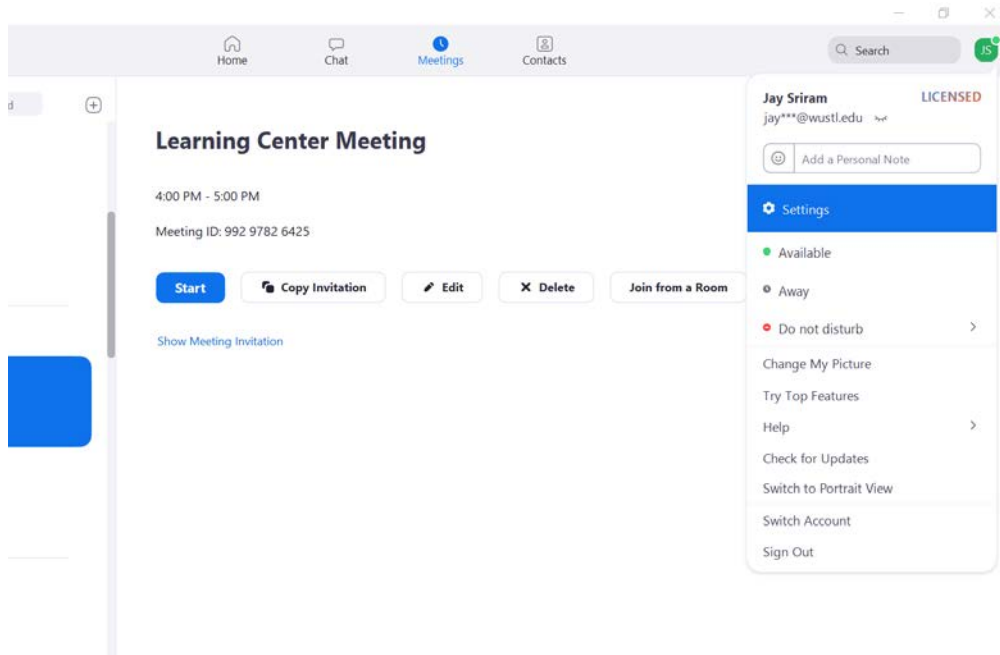 Home
Chat
Meetings
Contacts
Search
JS
Learning Center Meeting
4:00 PM - 5:00 PM
Meeting ID: 992 9782 6425
Start
Copy Invitation
Edit
Delete
Join from a Room
Show Meeting Invitation
Jay Sriram
LICENSED
jay***@wustl.edu
Add a Personal Note
Settings
Available
Away
Do not disturb
Change My Picture
Try Top Features
Help
Check for Updates
Switch to Portrait View
Switch Account
Sign Out